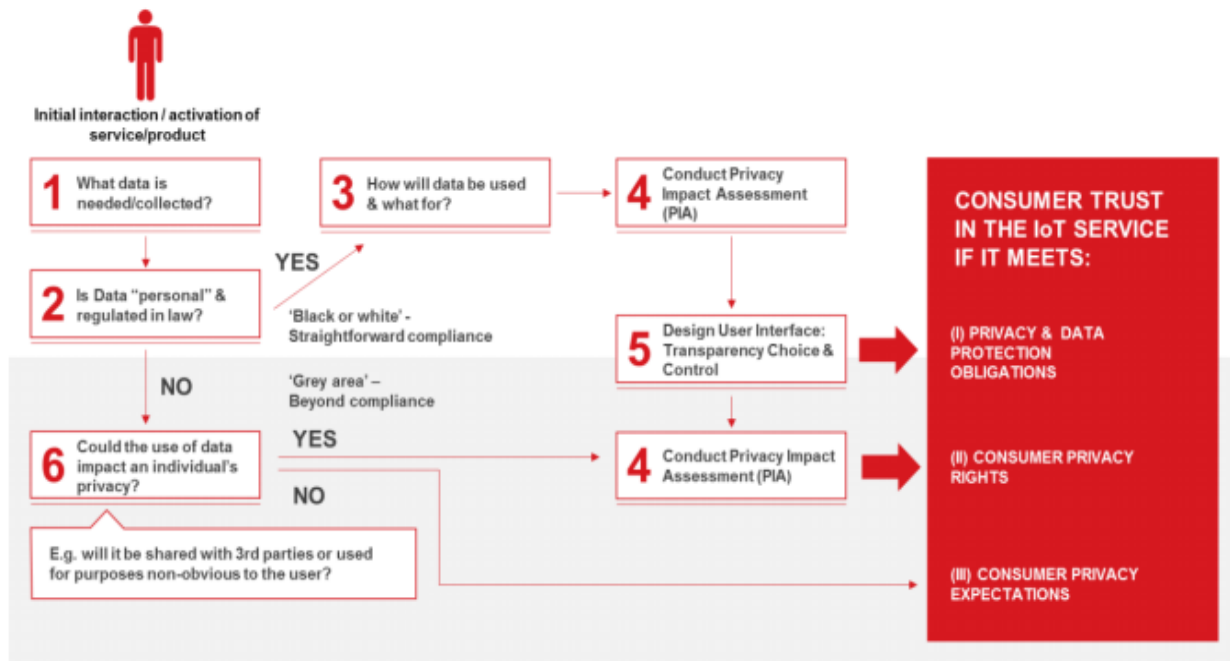 Initial interaction / activation of
service/product
1 What data is
needed/collected?
2 Is Data “personal” &
regulated in law?
YES
‘Black or white’ -
Straightforward compliance
3 How will data be used
& what for?
4 Conduct Privacy
Impact Assessment
(PIA)
5 Design User Interface:
Transparency Choice &
Control
NO
‘Grey area’ –
Beyond compliance
6 Could the use of data
impact an individual’s
privacy?
YES
NO
4 Conduct Privacy Impact
Assessment (PIA)
E.g. will it be shared with 3rd parties or used
for purposes non-obvious to the user?
CONSUMER TRUST
IN THE IoT SERVICE
IF IT MEETS:
(I) PRIVACY & DATA
PROTECTION
OBLIGATIONS
(II) CONSUMER PRIVACY
RIGHTS
(III) CONSUMER PRIVACY
EXPECTATIONS